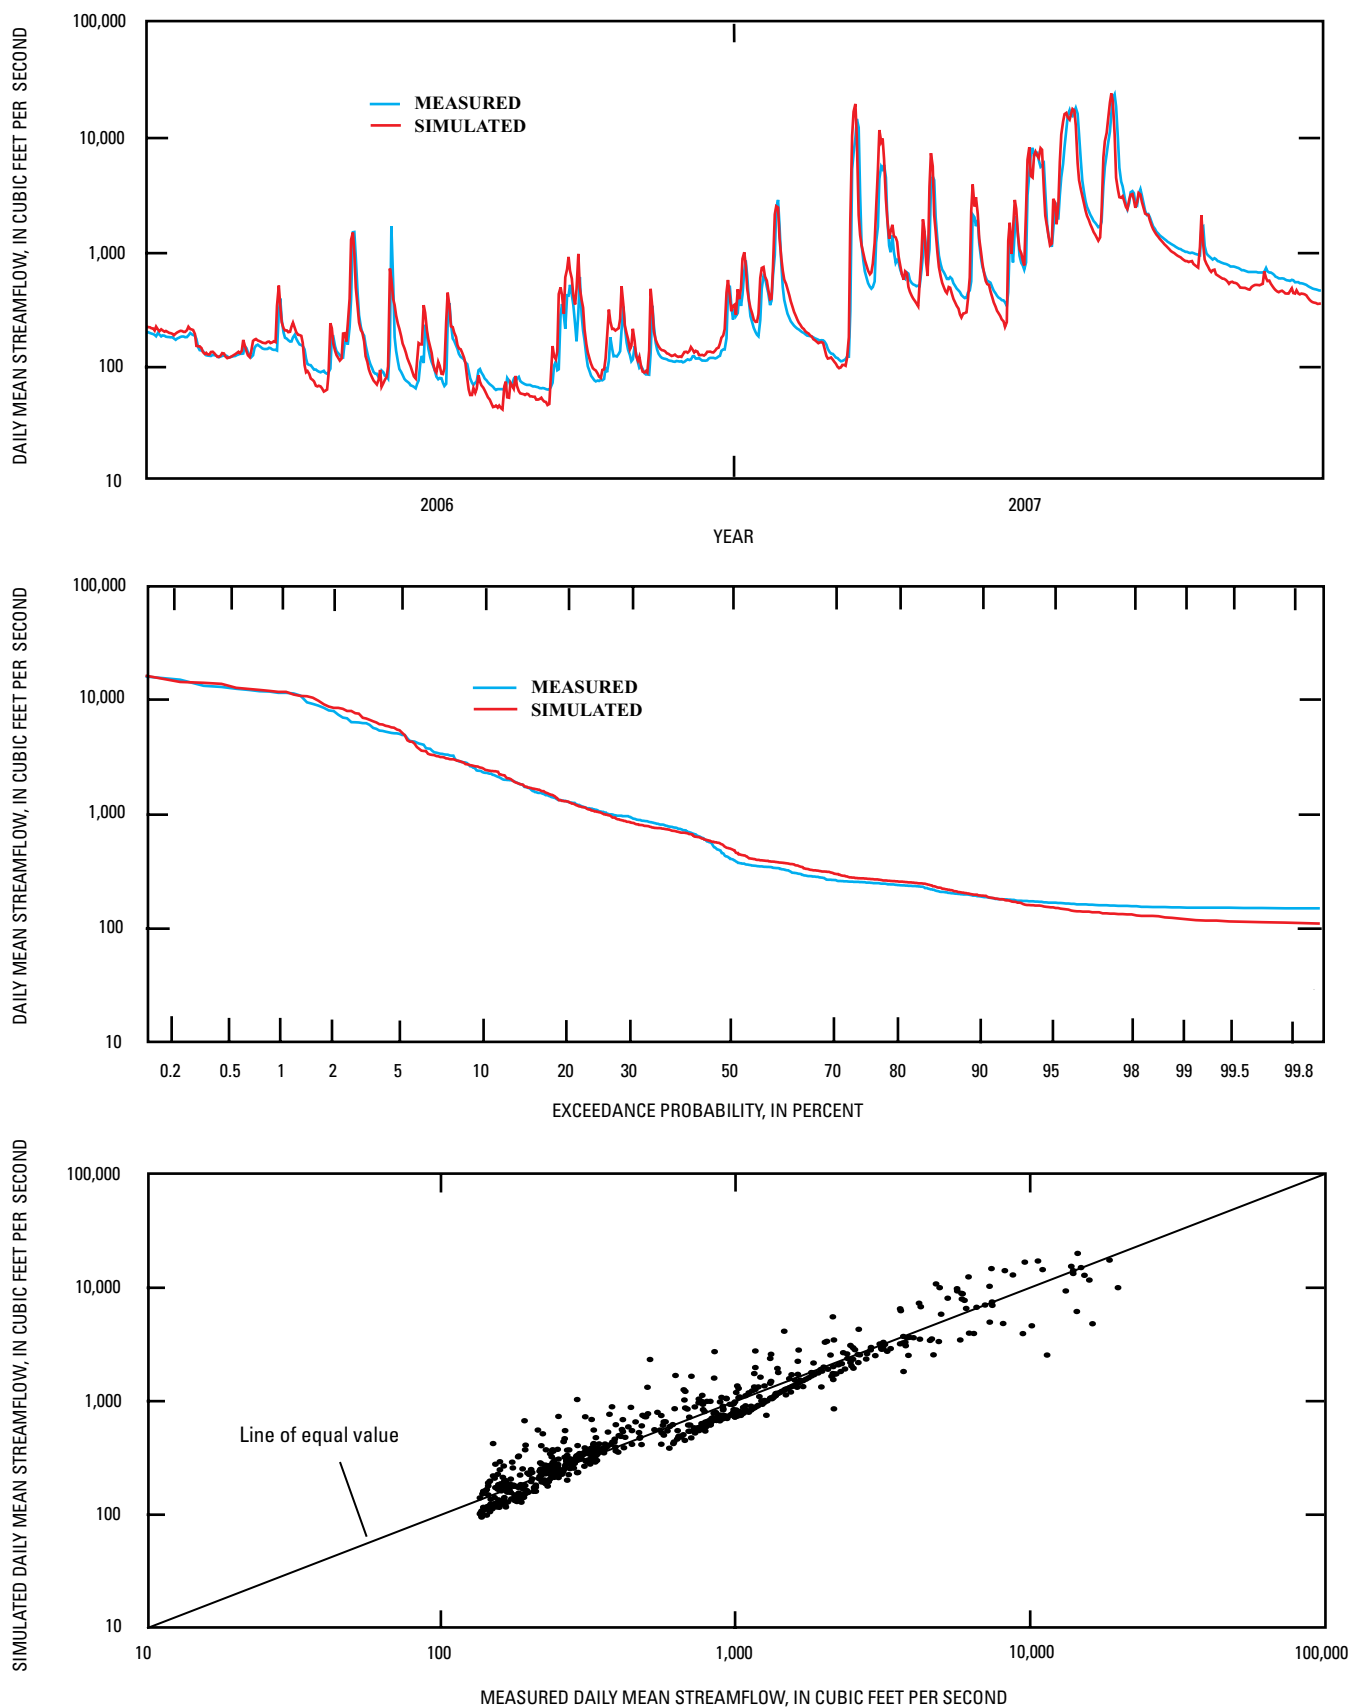 DAILY MEAN STREAMFLOW, IN CUBIC FEET PER SECOND
100,000
10,000
1,000
100
10
MEASURED
SIMULATED
2006
2007
YEAR
DAILY MEAN STREAMFLOW, IN CUBIC FEET PER SECOND
100,000
10,000
1,000
100
10
MEASURED
SIMULATED
0.2 0.5 1 2 5 10 20 30 50 70 80 90 95 98 99 99.5 99.8
EXCEEDANCE PROBABILITY, IN PERCENT
SIMULATED DAILY MEAN STREAMFLOW, IN CUBIC FEET PER SECOND
100,000
10,000
1,000
100
10
Line of equal value
10 100 1,000 10,000 100,000
MEASURED DAILY MEAN STREAMFLOW, IN CUBIC FEET PER SECOND